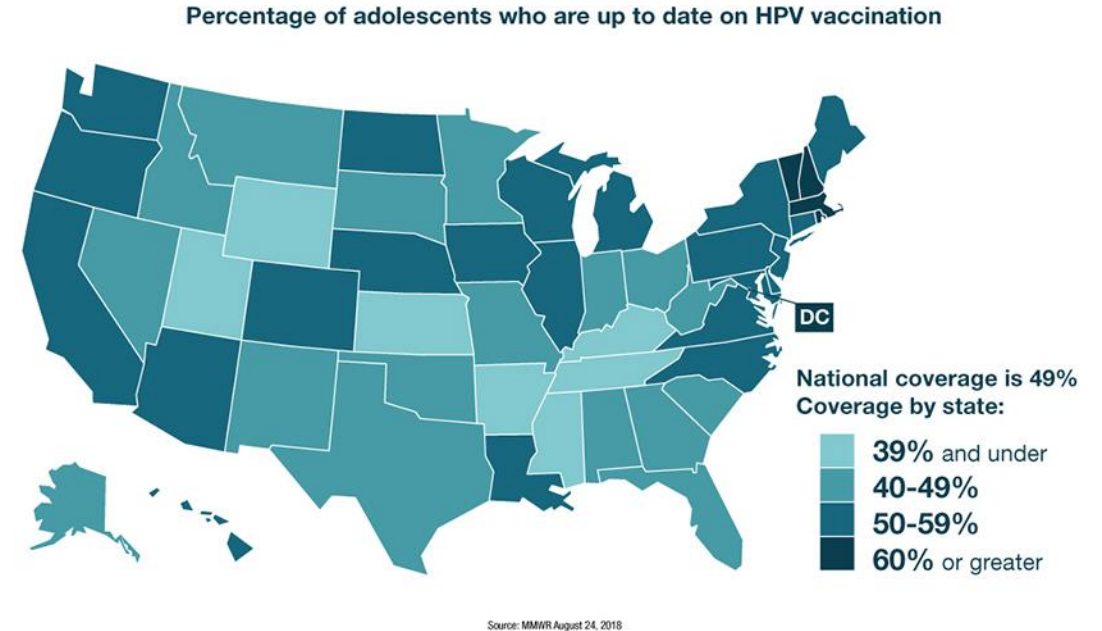 Percentage of adolescents who are up to date on HPV vaccination
DC
National coverage is 49%
Coverage by state:
39% and under
40-49%
50-59%
60% or greater
Source: MMWR August 24, 2018